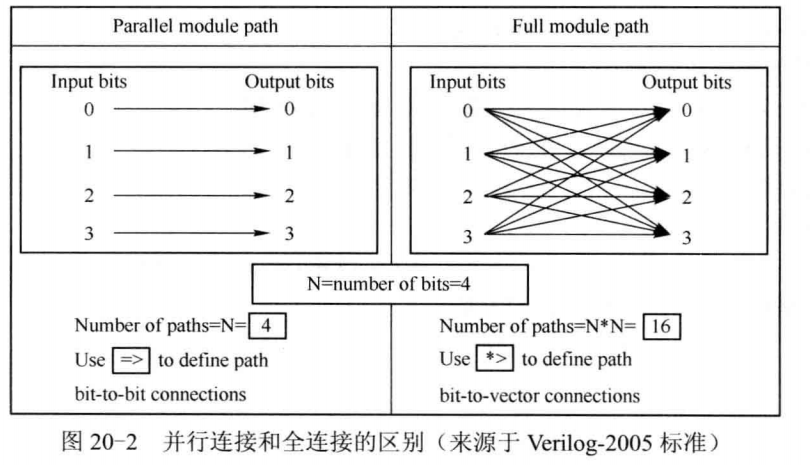 Parallel module path
Full module path
Input bits Output bits
0 0
1 1
2 2
3 3
Input bits Output bits
0 0
1 1
2 2
3 3
N=number of bits=4
Number of paths=N= 4
Use => to define path
bit-to-bit connections
Number of paths=N*N= 16
Use *> to define path
bit-to-vector connections
图 20-2 并行连接和全连接的区别（来源于 Verilog-2005 标准）